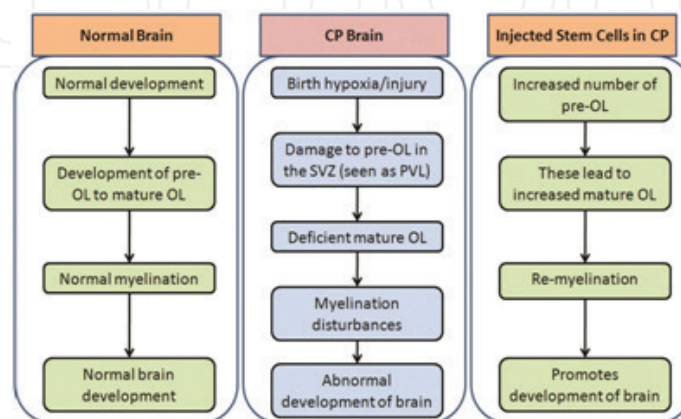 Normal Brain
Normal development
Development of pre-
OL to mature OL
Normal myelination
Normal brain
development
CP Brain
Birth hypoxia/injury
Damage to pre-OL in
the SVZ (seen as PVL)
Deficient mature OL
Myelination
disturbances
Abnormal
development of brain
Injected Stem Cells in CP
Increased number of
pre-OL
These lead to
increased mature OL
Re-myelination
Promotes
development of brain